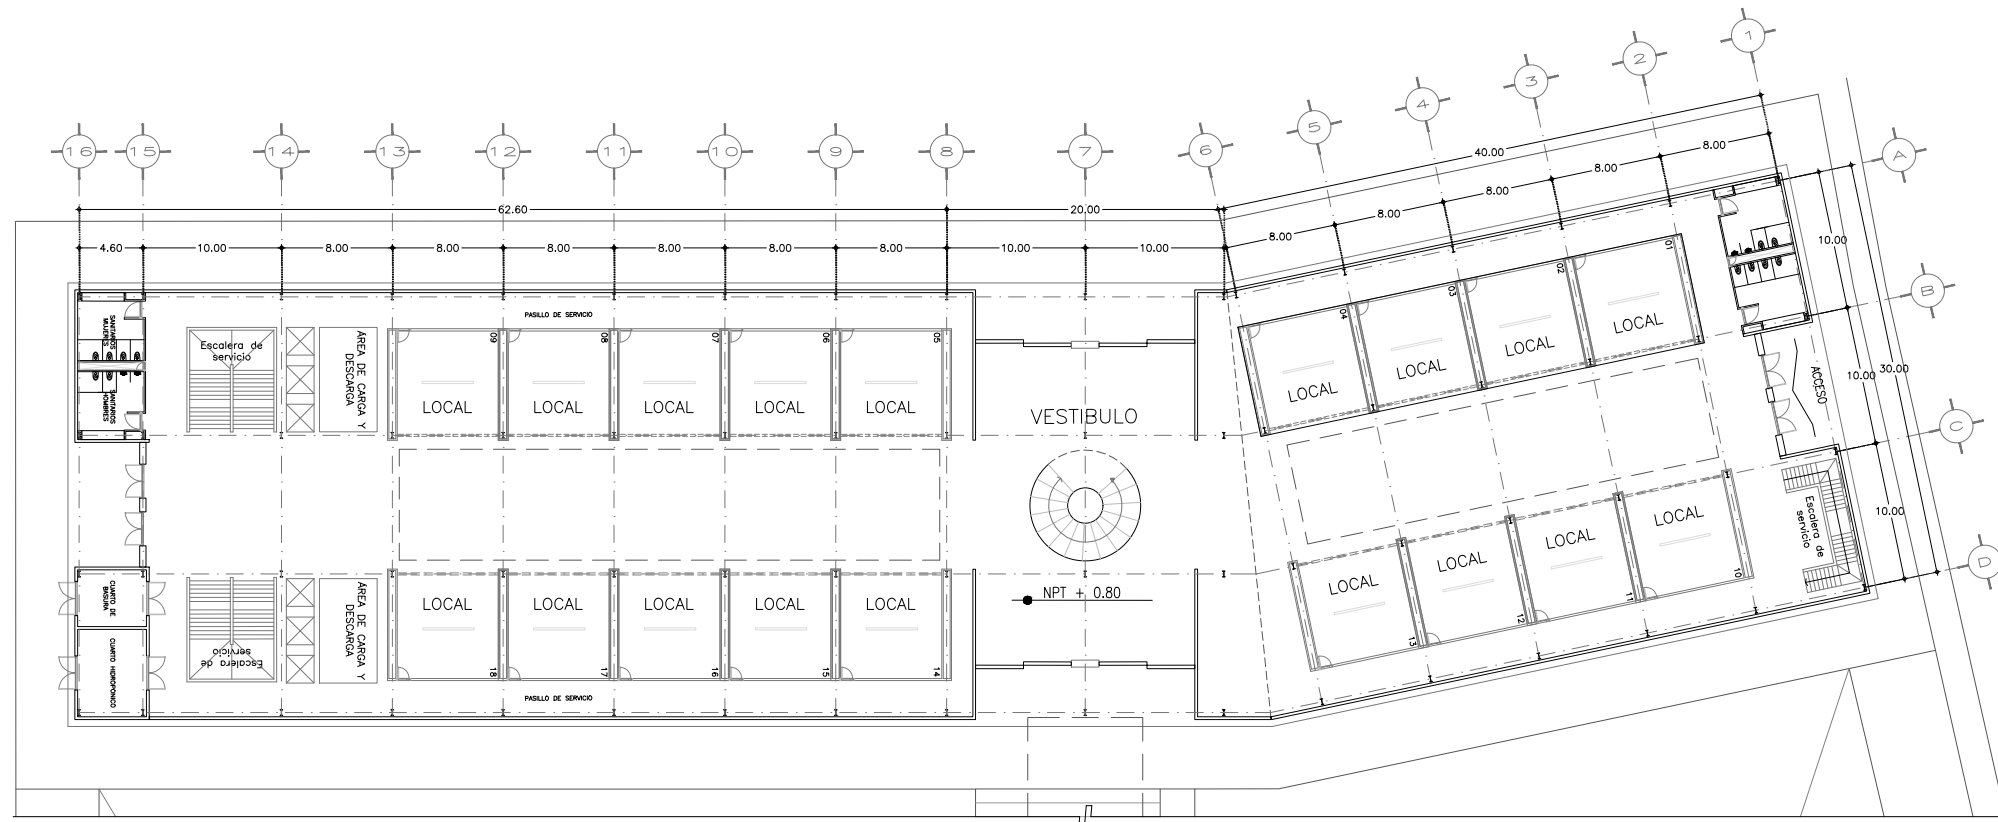 1
2
3
4
5
6
7
8
9
10
11
12
13
14
15
16
A
B
C
D
40.00
8.00
8.00
8.00
8.00
8.00
62.60
20.00
4.60
10.00
8.00
8.00
8.00
8.00
8.00
8.00
10.00
10.00
10.00
10.00
30.00
10.00
PASILLO DE SERVICIO
SANITARIOS
MUJERES
SANITARIOS
HOMBRES
Escalera de
servicio
ÁREA DE CARGA Y
DESCARGA
09
LOCAL
08
LOCAL
07
LOCAL
06
LOCAL
05
LOCAL
VESTIBULO
04
LOCAL
03
LOCAL
02
LOCAL
01
LOCAL
ACCESO
Escalera de
servicio
CUARTO DE
BASURA
CUARTO HIDROPONICO
Escalera de
servicio
ÁREA DE CARGA Y
DESCARGA
LOCAL
18
LOCAL
17
LOCAL
16
LOCAL
15
LOCAL
14
NPT + 0.80
LOCAL
13
LOCAL
12
LOCAL
11
LOCAL
10
PASILLO DE SERVICIO